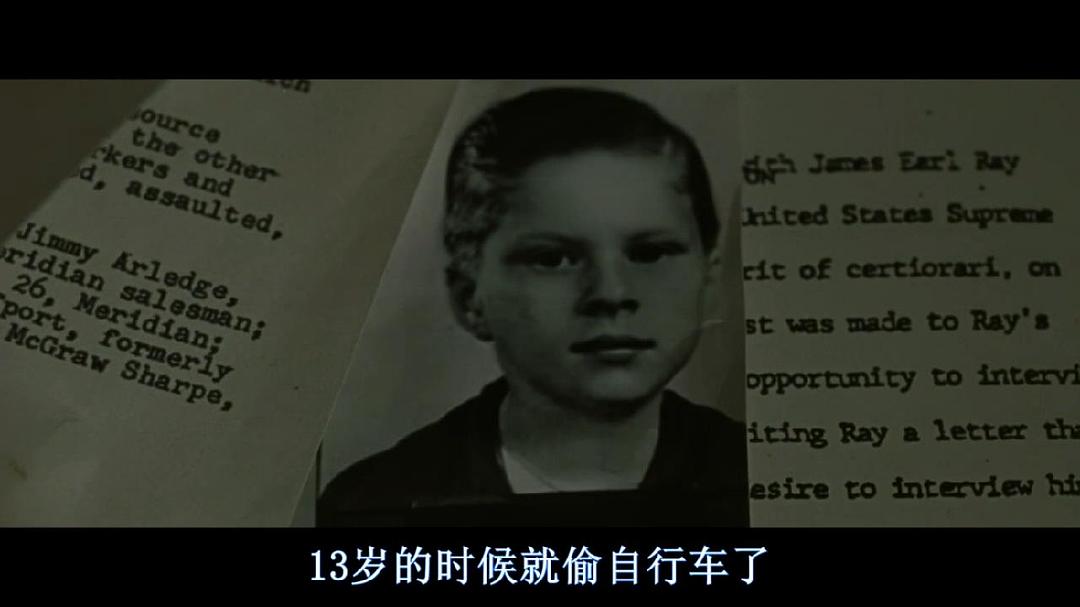 ource
the other
rkers and
d, assaulted,
Jimmy Arledge,
eridian salesman;
26, Meridian;
port, formerly
McGraw Sharpe,
James Earl Ray
United States Supreme
rit of certiorari, on
st was made to Ray's
opportunity to intervi
iting Ray a letter tha
esire to interview hi
13岁的时候就偷自行车了